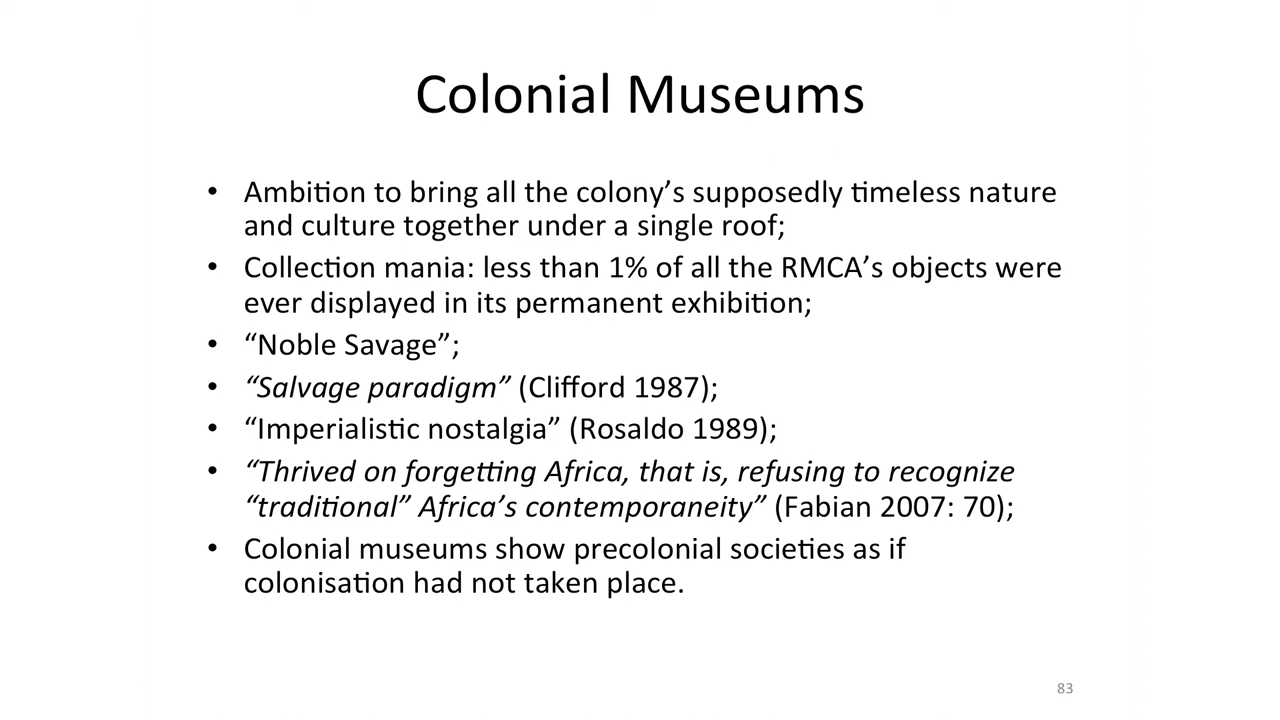 Colonial Museums
• Ambition to bring all the colony’s supposedly timeless nature
and culture together under a single roof;
• Collection mania: less than 1% of all the RMCA’s objects were
ever displayed in its permanent exhibition;
• “Noble Savage”;
• “Salvage paradigm” (Clifford 1987);
• “Imperialistic nostalgia” (Rosaldo 1989);
• “Thrived on forgetting Africa, that is, refusing to recognize
“traditional” Africa’s contemporaneity” (Fabian 2007: 70);
• Colonial museums show precolonial societies as if
colonisation had not taken place.
83